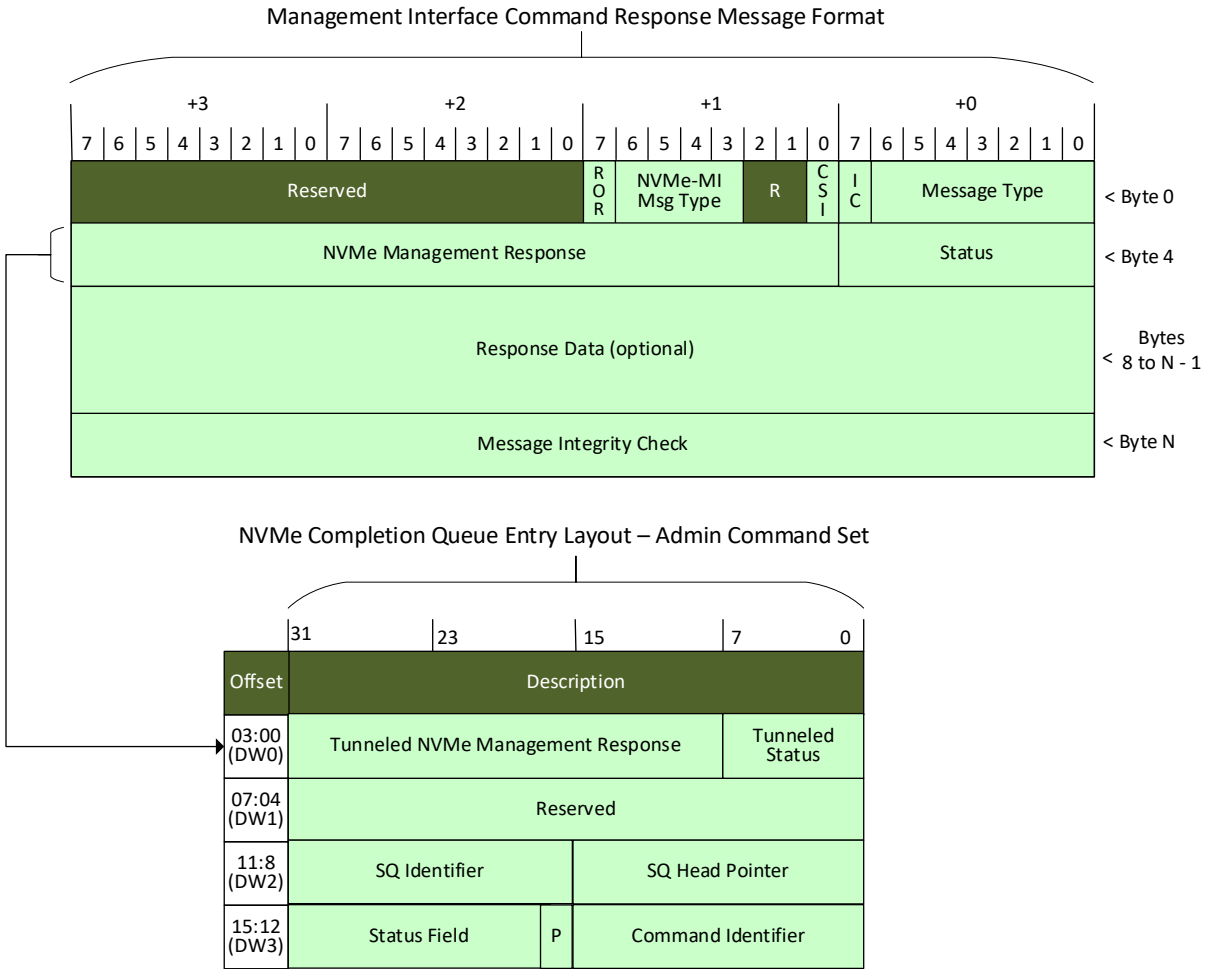 Management Interface Command Response Message Format
+3 +2 +1 +0
7 6 5 4 3 2 1 0 7 6 5 4 3 2 1 0 7 6 5 4 3 2 1 0 7 6 5 4 3 2 1 0
Reserved
R
O
R
NVMe-MI
Msg Type
R
C
S
I
I
C
Message Type
< Byte 0
NVMe Management Response Status < Byte 4
Response Data (optional)
Bytes
< 8 to N - 1
Message Integrity Check < Byte N
NVMe Completion Queue Entry Layout – Admin Command Set
31 23 15 7 0
Offset Description
03:00
(DW0)
Tunneled NVMe Management Response
Tunneled
Status
07:04
(DW1)
Reserved
11:8
(DW2)
SQ Identifier SQ Head Pointer
15:12
(DW3)
Status Field P Command Identifier